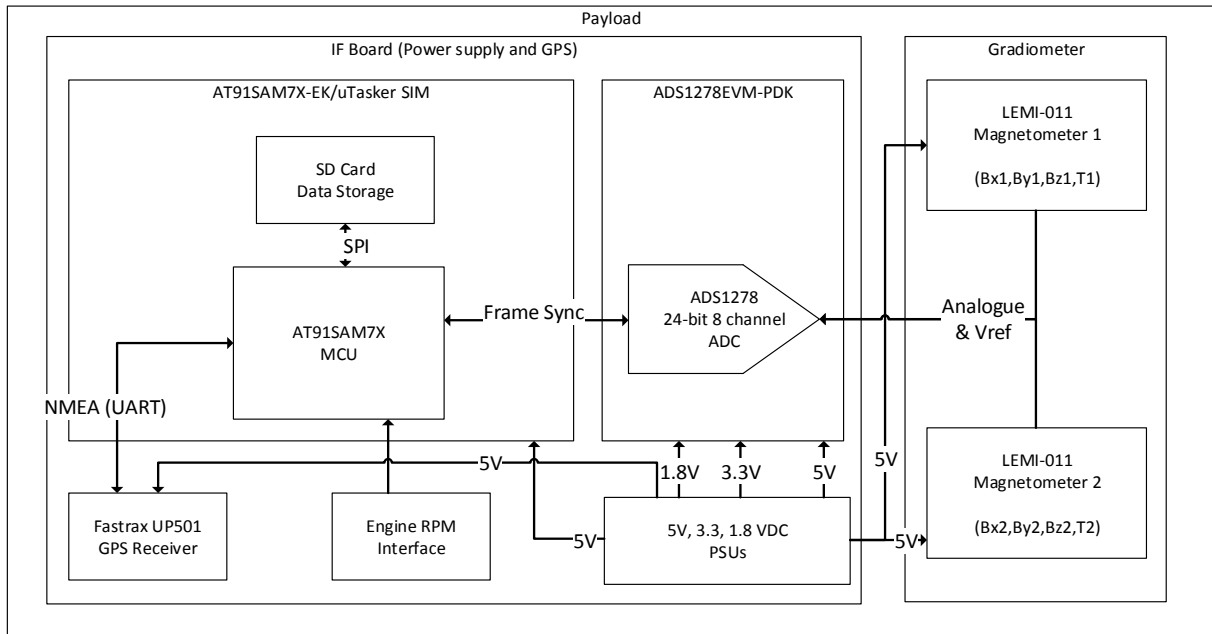 Payload
IF Board (Power supply and GPS)
Gradiometer
AT91SAM7X-EK/uTasker SIM
ADS1278EVM-PDK
LEMI-011
Magnetometer 1
(Bx1,By1,Bz1,T1)
SD Card
Data Storage
SPI
AT91SAM7X
MCU
Frame Sync
ADS1278
24-bit 8 channel
ADC
Analogue
& Vref
NMEA (UART)
5V
1.8V
3.3V
5V
5V
LEMI-011
Magnetometer 2
(Bx2,By2,Bz2,T2)
Fastrax UP501
GPS Receiver
Engine RPM
Interface
5V
5V, 3.3, 1.8 VDC
PSUs
5V